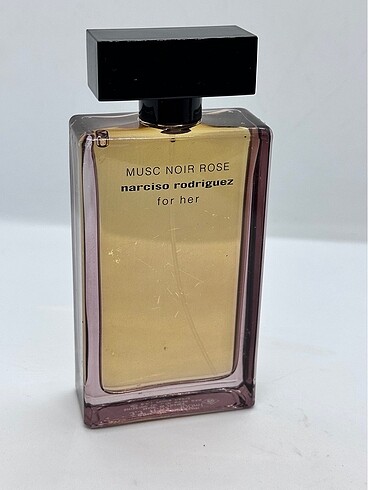 MUSC NOIR ROSE
narciso rodriguez
for her